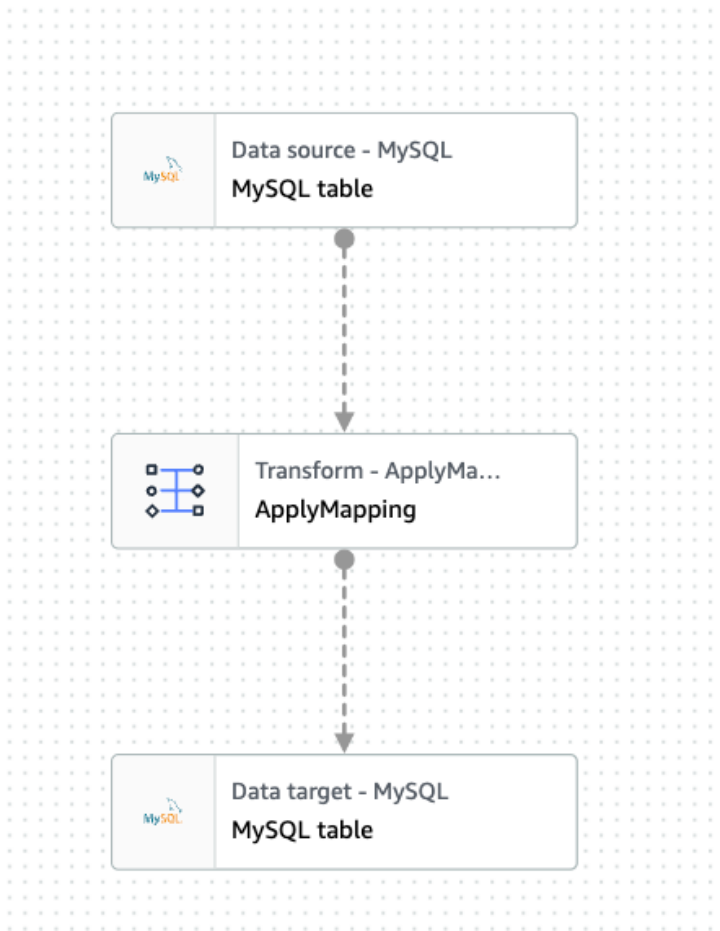 MySQL
Data source - MySQL
MySQL table
Transform - ApplyMa...
ApplyMapping
MySQL
Data target - MySQL
MySQL table